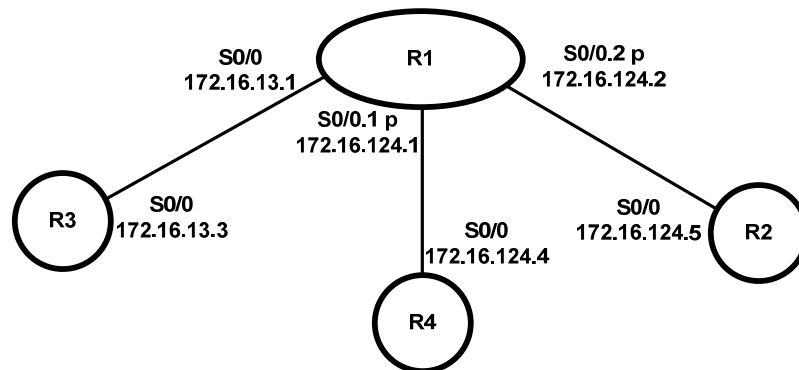 S0/0
172.16.13.1
R1
S0/0.2 p
172.16.124.2
S0/0.1 p
172.16.124.1
R3
S0/0
172.16.13.3
S0/0
172.16.124.4
S0/0
172.16.124.5
R2
R4